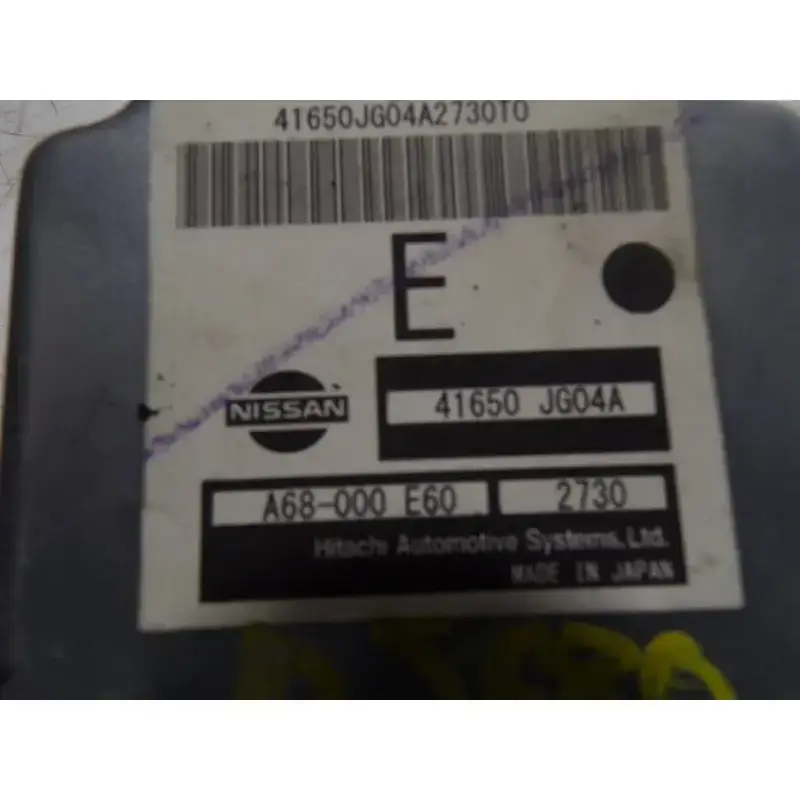 41650JG04A2730T0
E
NISSAN
41650 JG04A
A68-000 E60
2730
Hitachi Automotive Systems, Ltd.
MADE IN JAPAN